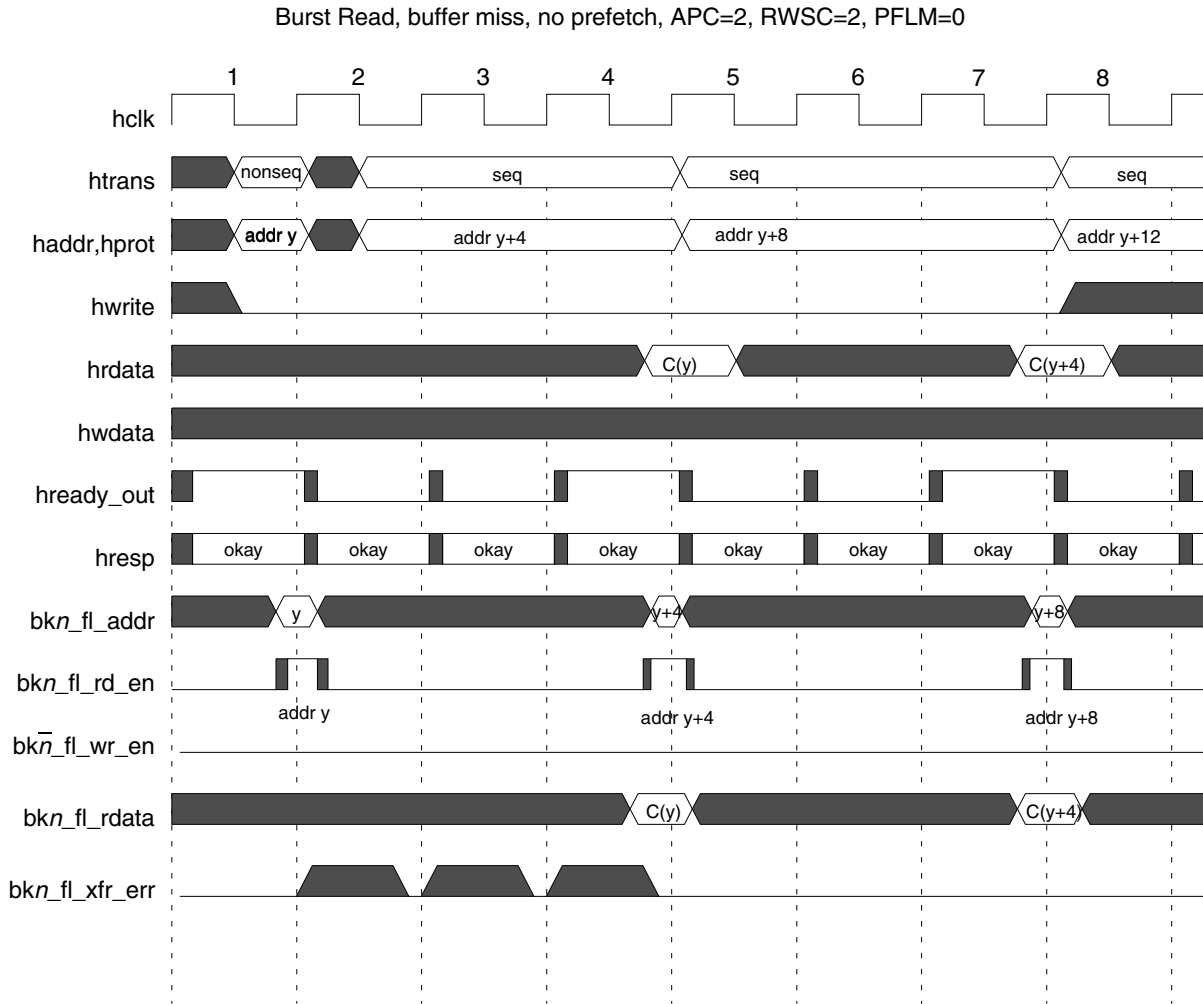 Burst Read, buffer miss, no prefetch, APC=2, RWSC=2, PFLM=0
1 2 3 4 5 6 7 8
hclk
htrans nonseq seq seq seq
haddr,hprot addr y addr y+4 addr y+8 addr y+12
hwrite
hrdata C(y) C(y+4)
hwdata
hready_out
hresp okay okay okay okay okay okay okay okay
bkn_fl_addr y y+4 y+8
bkn_fl_rd_en
addr y addr y+4 addr y+8
bkn̅_fl_wr_en
bkn_fl_rdata C(y) C(y+4)
bkn_fl_xfr_err